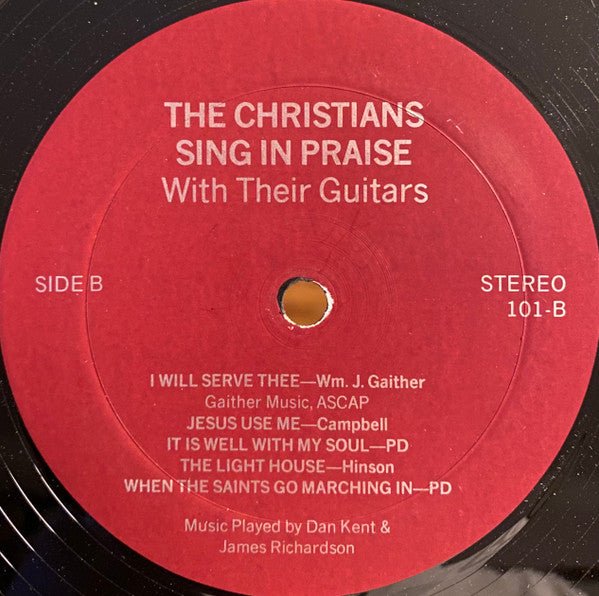 THE CHRISTIANS
SING IN PRAISE
With Their Guitars
SIDE B
STEREO
101-B
I WILL SERVE THEE—Wm. J. Gaither
Gaither Music, ASCAP
JESUS USE ME—Campbell
IT IS WELL WITH MY SOUL—PD
THE LIGHT HOUSE—Hinson
WHEN THE SAINTS GO MARCHING IN—PD
Music Played by Dan Kent &
James Richardson